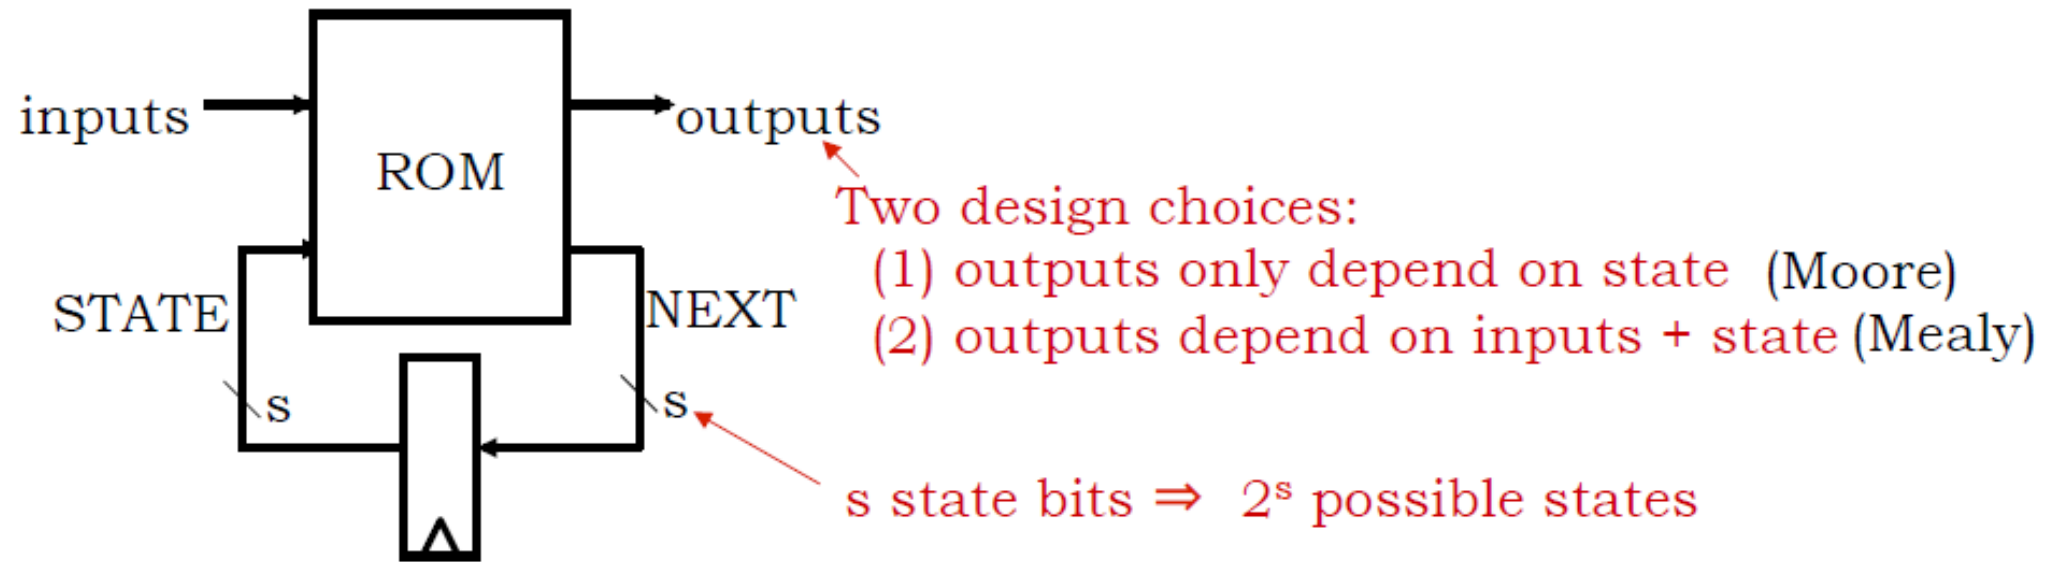 inputs
ROM
outputs
Two design choices:
(1) outputs only depend on state (Moore)
(2) outputs depend on inputs + state (Mealy)
STATE
NEXT
s
s
s state bits ⇒ 2ˢ possible states